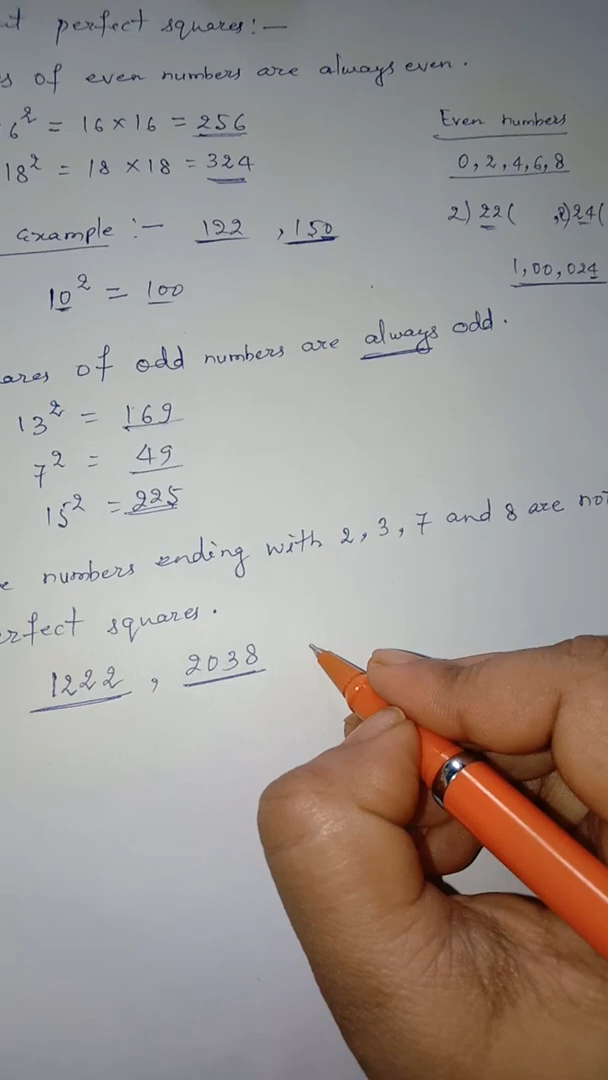 perfect squares:-
of even numbers are always even.
6² = 16 × 16 = 256
18² = 18 × 18 = 324
Even numbers
0, 2, 4, 6, 8
2) 22 ( , 2) 24 (
Example :- 122 , 150
1,00,024
10² = 100
of odd numbers are always odd.
13² = 169
7² = 49
15² = 225
numbers ending with 2, 3, 7 and 8 are not
squares.
1222 , 2038